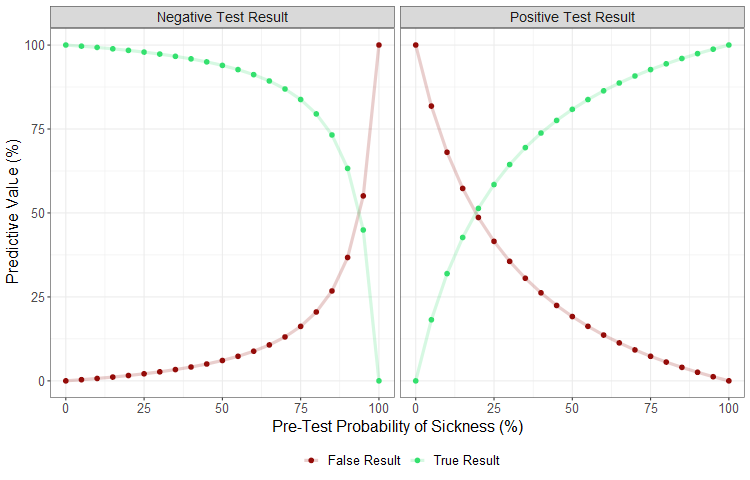 Negative Test Result
Positive Test Result
Predictive Value (%)
100
75
50
25
0
0 25 50 75 100
0 25 50 75 100
Pre-Test Probability of Sickness (%)
False Result
True Result